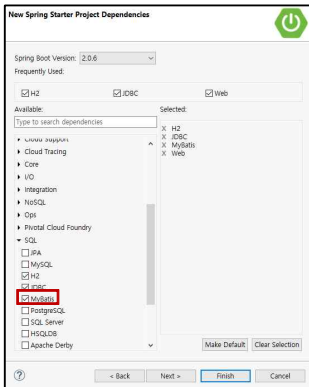 New Spring Starter Project Dependencies
Spring Boot Version: 2.0.6
Frequently Used:
H2 JDBC Web
Available: Selected:
Type to search dependencies
X H2
X JDBC
X MyBatis
X Web
Cloud Support
Cloud Tracing
Core
I/O
Integration
NoSQL
Ops
Pivotal Cloud Foundry
SQL
JPA
MySQL
H2
JDBC
MyBatis
PostgreSQL
SQL Server
HSQLDB
Apache Derby
Make Default Clear Selection
? < Back Next > Finish Cancel